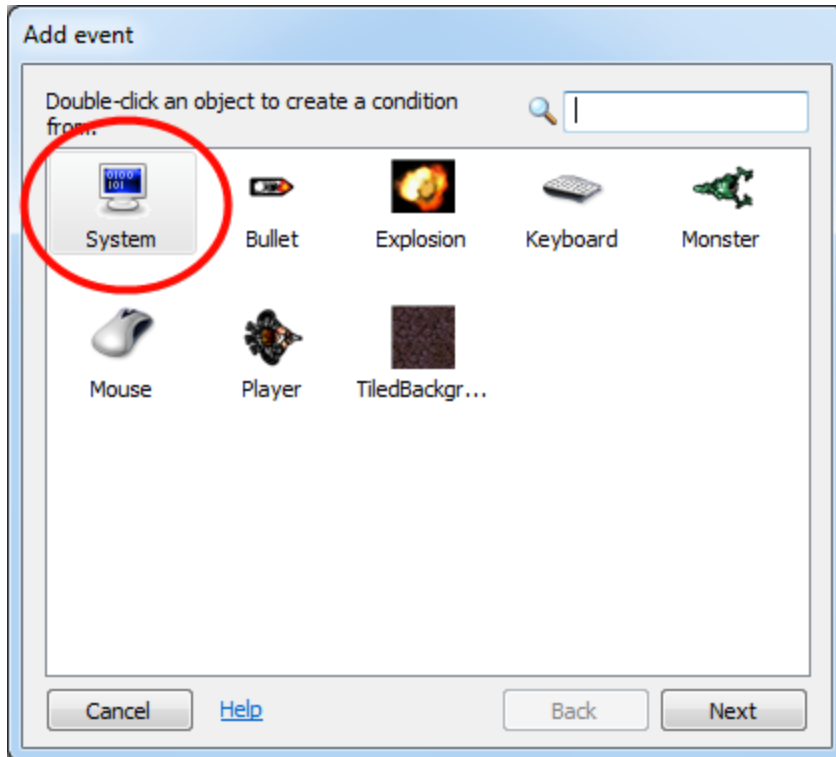 Add event
Double-click an object to create a condition
from:
System Bullet Explosion Keyboard Monster
Mouse Player TiledBackgr...
Cancel Help Back Next